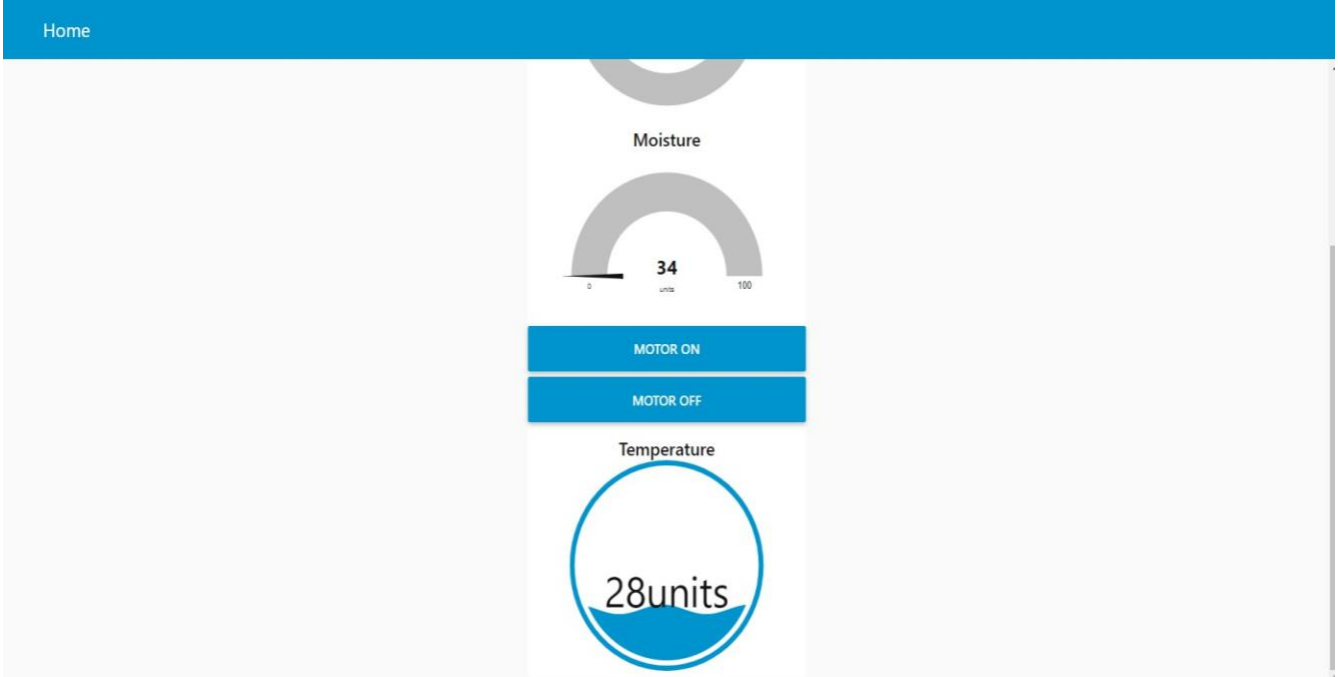 Home
Moisture
34
0 units 100
MOTOR ON
MOTOR OFF
Temperature
28units